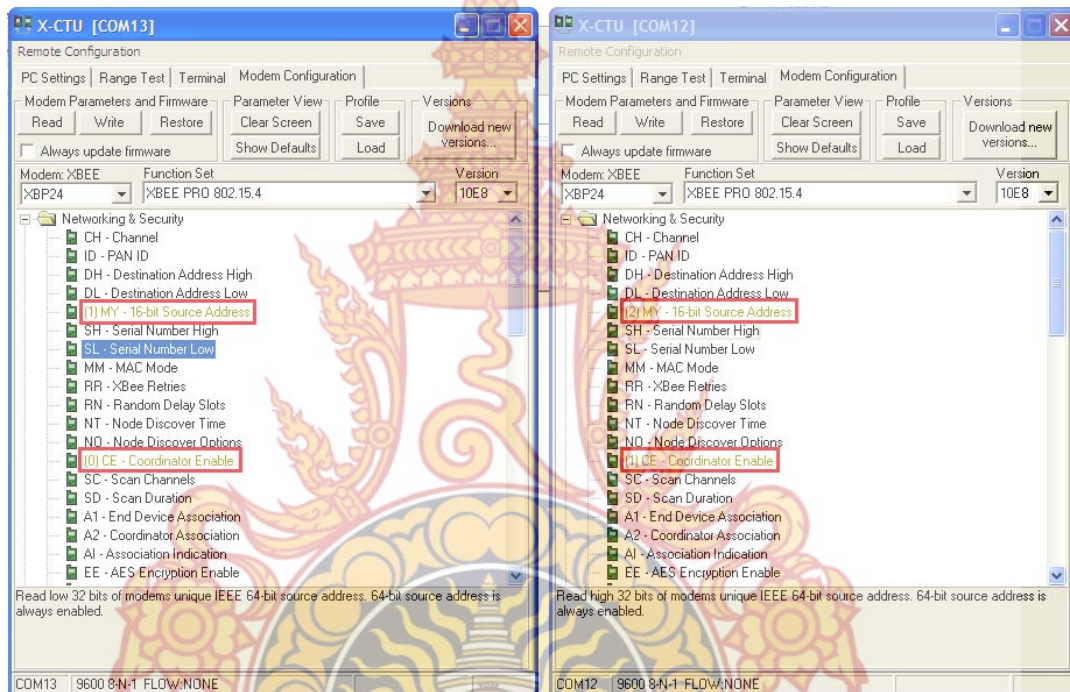 X-CTU [COM13]
Remote Configuration
PC Settings Range Test Terminal Modem Configuration
Modem Parameters and Firmware Parameter View Profile Versions
Read Write Restore Clear Screen Save Download new versions...
Always update firmware Show Defaults Load
Modem: XBEE Function Set Version
XBP24 XBEE PRO 802.15.4 10E8
Networking & Security
CH - Channel
ID - PAN ID
DH - Destination Address High
DL - Destination Address Low
(1) MY - 16-bit Source Address
SH - Serial Number High
SL - Serial Number Low
MM - MAC Mode
RR - XBee Retries
RN - Random Delay Slots
NT - Node Discover Time
NO - Node Discover Options
(0) CE - Coordinator Enable
SC - Scan Channels
SD - Scan Duration
A1 - End Device Association
A2 - Coordinator Association
AI - Association Indication
EE - AES Encryption Enable
Read low 32 bits of modems unique IEEE 64-bit source address. 64-bit source address is
always enabled.
COM13 9600 8-N-1 FLOW:NONE
X-CTU [COM12]
Remote Configuration
PC Settings Range Test Terminal Modem Configuration
Modem Parameters and Firmware Parameter View Profile Versions
Read Write Restore Clear Screen Save Download new versions...
Always update firmware Show Defaults Load
Modem: XBEE Function Set Version
XBP24 XBEE PRO 802.15.4 10E8
Networking & Security
CH - Channel
ID - PAN ID
DH - Destination Address High
DL - Destination Address Low
(2) MY - 16-bit Source Address
SH - Serial Number High
SL - Serial Number Low
MM - MAC Mode
RR - XBee Retries
RN - Random Delay Slots
NT - Node Discover Time
NO - Node Discover Options
(1) CE - Coordinator Enable
SC - Scan Channels
SD - Scan Duration
A1 - End Device Association
A2 - Coordinator Association
AI - Association Indication
EE - AES Encryption Enable
Read high 32 bits of modems unique IEEE 64-bit source address. 64-bit source address is
always enabled.
COM12 9600 8-N-1 FLOW:NONE